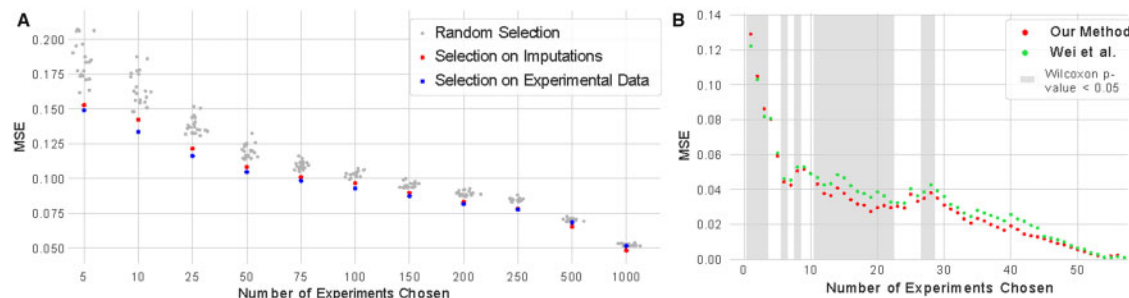 A
0.200
0.175
0.150
0.125
0.100
0.075
0.050
MSE
Random Selection
Selection on Imputations
Selection on Experimental Data
5 10 25 50 75 100 150 200 250 500 1000
Number of Experiments Chosen
B
0.14
0.12
0.10
0.08
0.06
0.04
0.02
0.00
MSE
Our Method
Wei et al.
Wilcoxon p-
value < 0.05
0 10 20 30 40 50
Number of Experiments Chosen